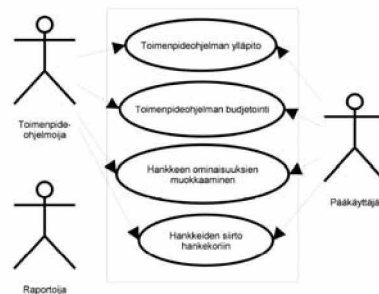 Toimenpideohjelman ylläpito
Toimenpideohjelman budjetointi
Toimenpide-
ohjelmoija
Hankkeen ominaisuuksien
muokkaaminen
Pääkäyttäjä
Hankkeiden siirto
hankekoriin
Raportoija